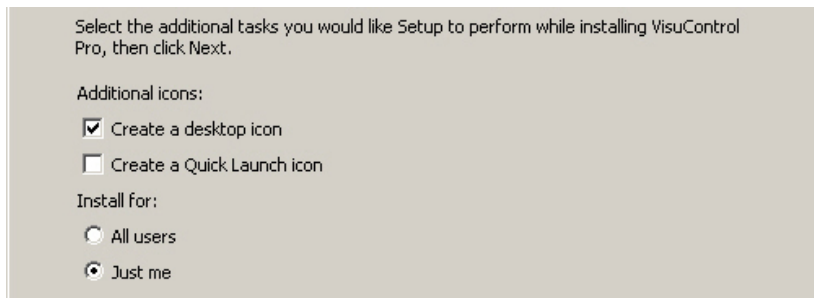 Select the additional tasks you would like Setup to perform while installing VisuControl
Pro, then click Next.
Additional icons:
Create a desktop icon
Create a Quick Launch icon
Install for:
All users
Just me